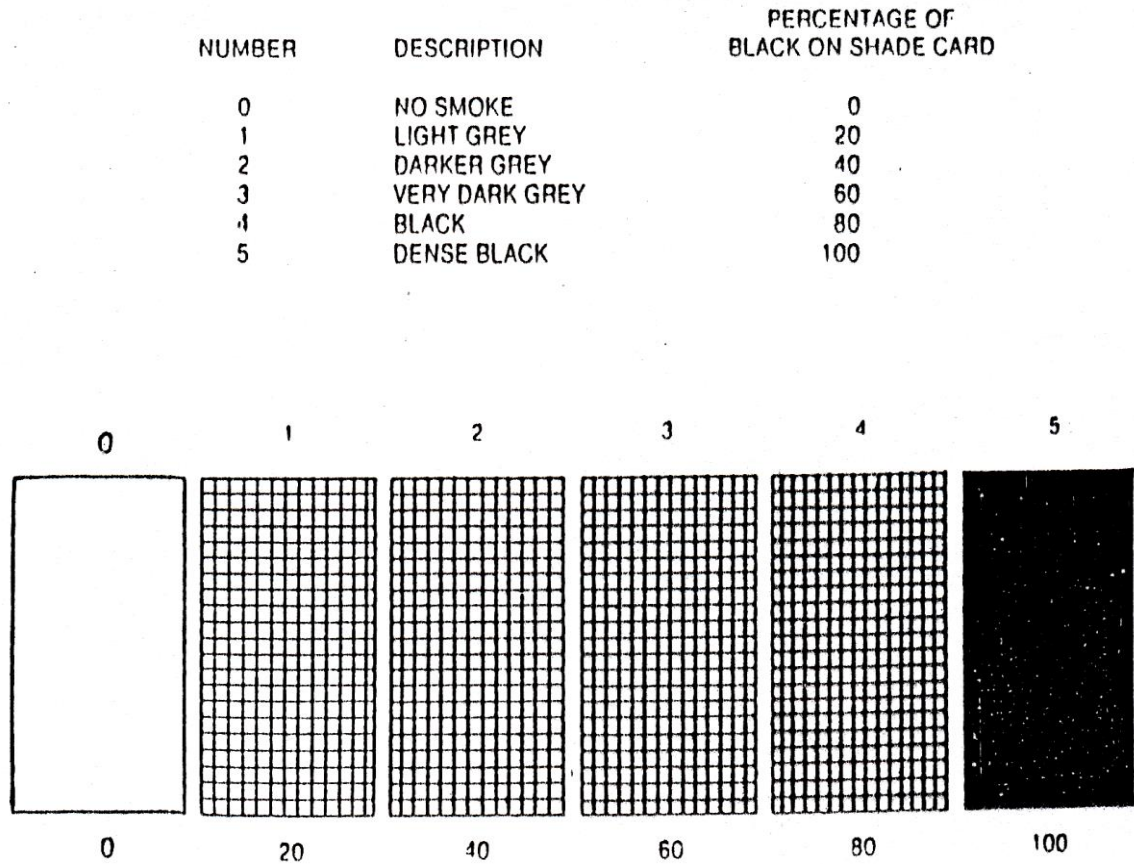 PERCENTAGE OF
NUMBER DESCRIPTION BLACK ON SHADE CARD
0 NO SMOKE 0
1 LIGHT GREY 20
2 DARKER GREY 40
3 VERY DARK GREY 60
4 BLACK 80
5 DENSE BLACK 100
0 1 2 3 4 5
0 20 40 60 80 100